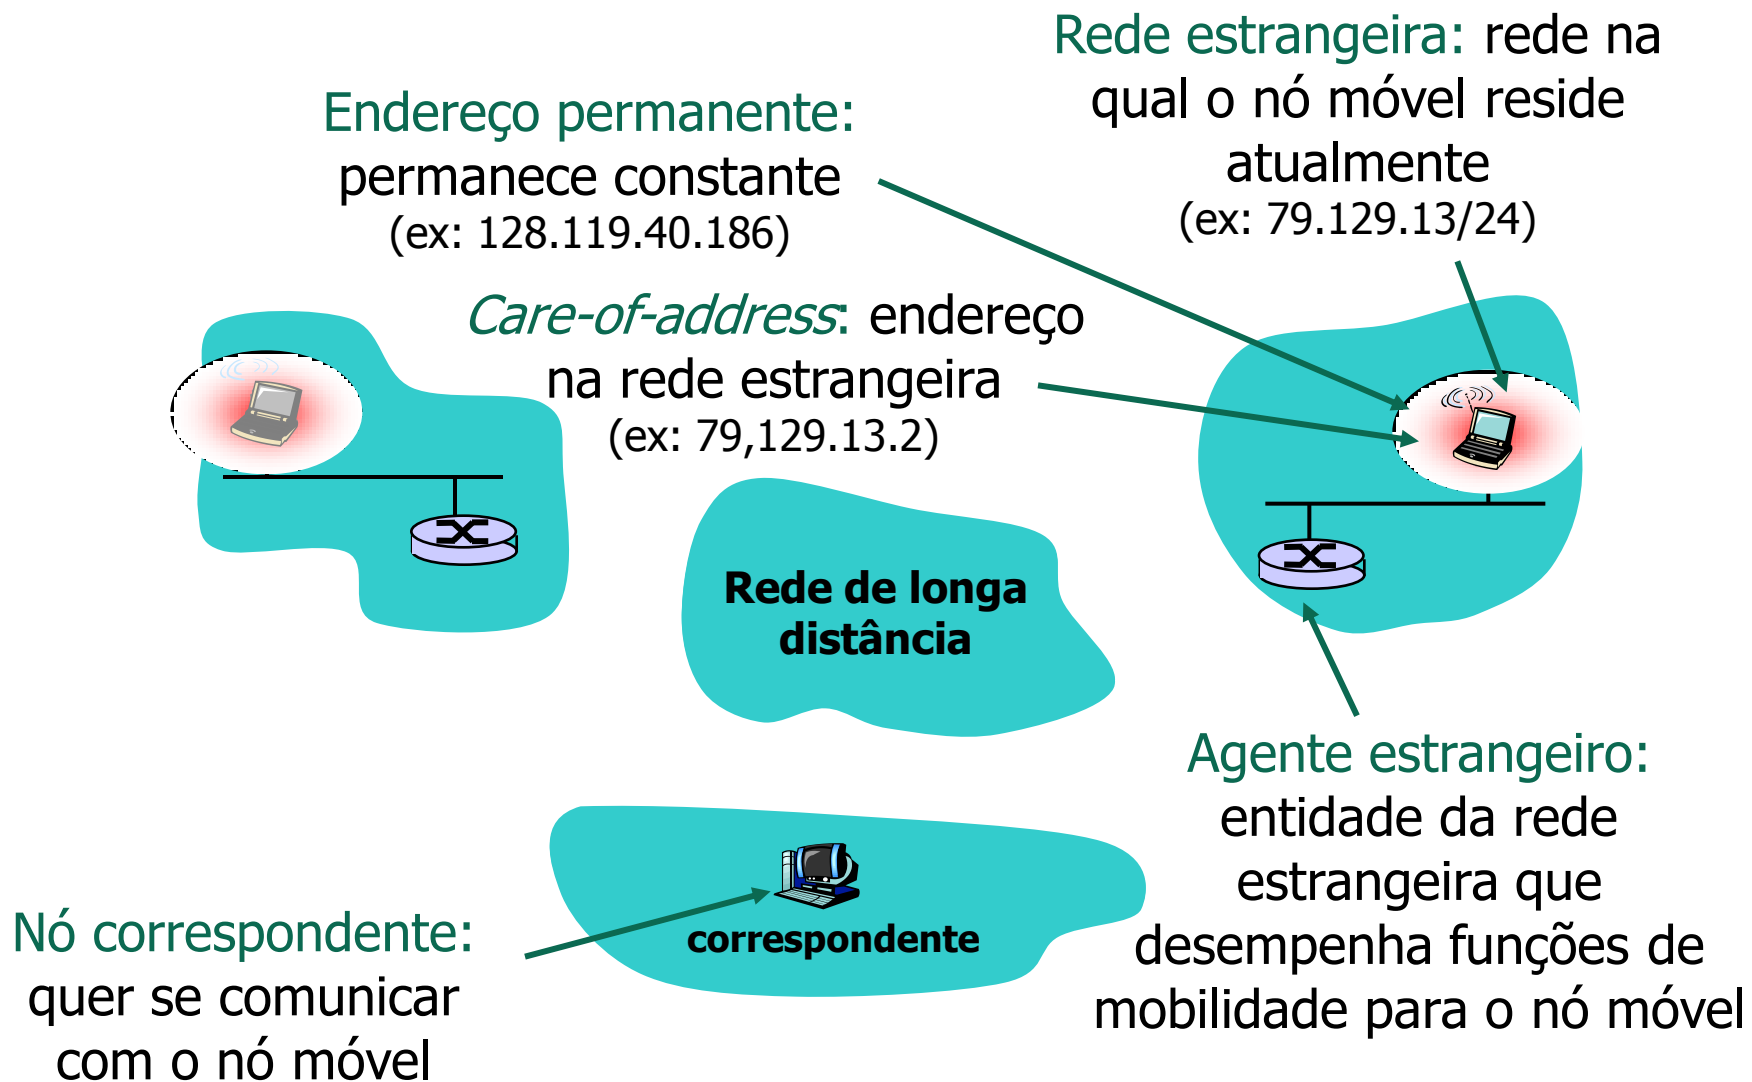 Rede estrangeira: rede na
qual o nó móvel reside
atualmente
(ex: 79.129.13/24)
Endereço permanente:
permanece constante
(ex: 128.119.40.186)
Care-of-address: endereço
na rede estrangeira
(ex: 79,129.13.2)
Rede de longa
distância
Agente estrangeiro:
entidade da rede
estrangeira que
desempenha funções de
mobilidade para o nó móvel
correspondente
Nó correspondente:
quer se comunicar
com o nó móvel